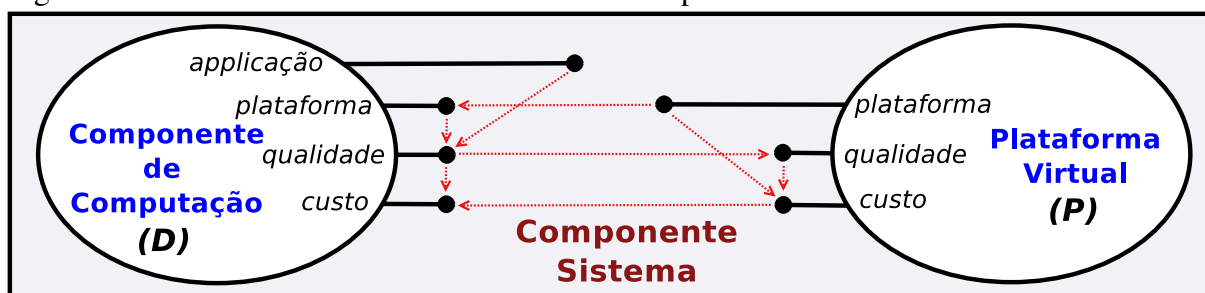 applicação
plataforma
Componente
de
Computação
(D)
qualidade
custo
Componente
Sistema
plataforma
qualidade
custo
Plataforma
Virtual
(P)